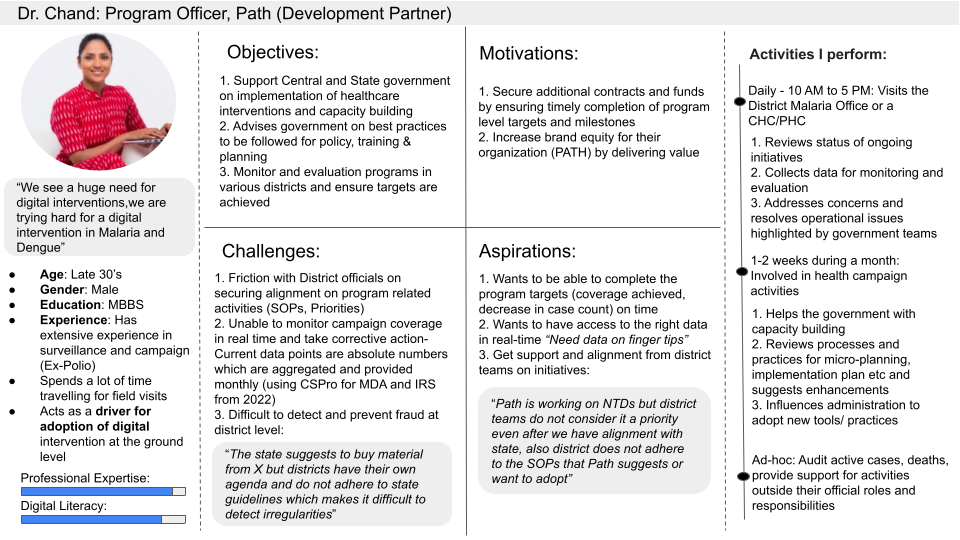 Dr. Chand: Program Officer, Path (Development Partner)
“We see a huge need for
digital interventions,we are
trying hard for a digital
intervention in Malaria and
Dengue”
● Age: Late 30’s
● Gender: Male
● Education: MBBS
● Experience: Has
extensive experience in
surveillance and campaign
(Ex-Polio)
● Spends a lot of time
travelling for field visits
● Acts as a driver for
adoption of digital
intervention at the ground
level
Professional Expertise:
Digital Literacy:
Objectives:
1. Support Central and State government
on implementation of healthcare
interventions and capacity building
2. Advises government on best practices
to be followed for policy, training &
planning
3. Monitor and evaluation programs in
various districts and ensure targets are
achieved
Motivations:
1. Secure additional contracts and funds
by ensuring timely completion of program
level targets and milestones
2. Increase brand equity for their
organization (PATH) by delivering value
Challenges:
1. Friction with District officials on
securing alignment on program related
activities (SOPs, Priorities)
2. Unable to monitor campaign coverage
in real time and take corrective action-
Current data points are absolute numbers
which are aggregated and provided
monthly (using CSPro for MDA and IRS
from 2022)
3. Difficult to detect and prevent fraud at
district level:
“The state suggests to buy material
from X but districts have their own
agenda and do not adhere to state
guidelines which makes it difficult to
detect irregularities”
Aspirations:
1. Wants to be able to complete the
program targets (coverage achieved,
decrease in case count) on time
2. Wants to have access to the right data
in real-time “Need data on finger tips”
3. Get support and alignment from district
teams on initiatives:
“Path is working on NTDs but district
teams do not consider it a priority
even after we have alignment with
state, also district does not adhere
to the SOPs that Path suggests or
want to adopt”
Activities I perform:
Daily - 10 AM to 5 PM: Visits the
District Malaria Office or a
CHC/PHC
1. Reviews status of ongoing
initiatives
2. Collects data for monitoring and
evaluation
3. Addresses concerns and
resolves operational issues
highlighted by government teams
1-2 weeks during a month:
Involved in health campaign
activities
1. Helps the government with
capacity building
2. Reviews processes and
practices for micro-planning,
implementation plan etc and
suggests enhancements
3. Influences administration to
adopt new tools/ practices
Ad-hoc: Audit active cases, deaths,
provide support for activities
outside their official roles and
responsibilities